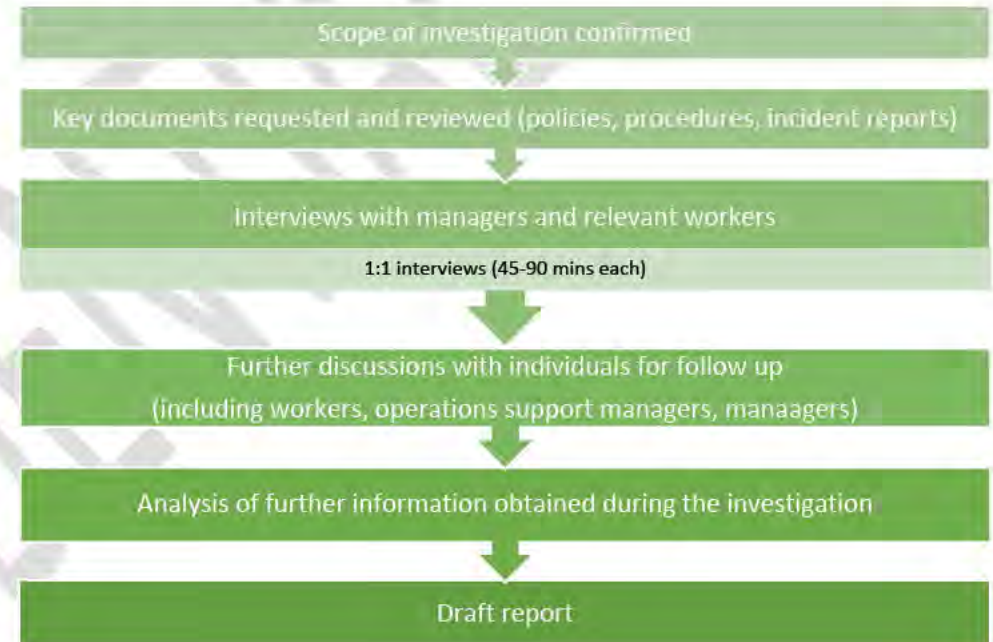 Scope of investigation confirmed
Key documents requested and reviewed (policies, procedures, incident reports)
Interviews with managers and relevant workers
1:1 interviews (45-90 mins each)
Further discussions with individuals for follow up
(including workers, operations support managers, manaagers)
Analysis of further information obtained during the investigation
Draft report